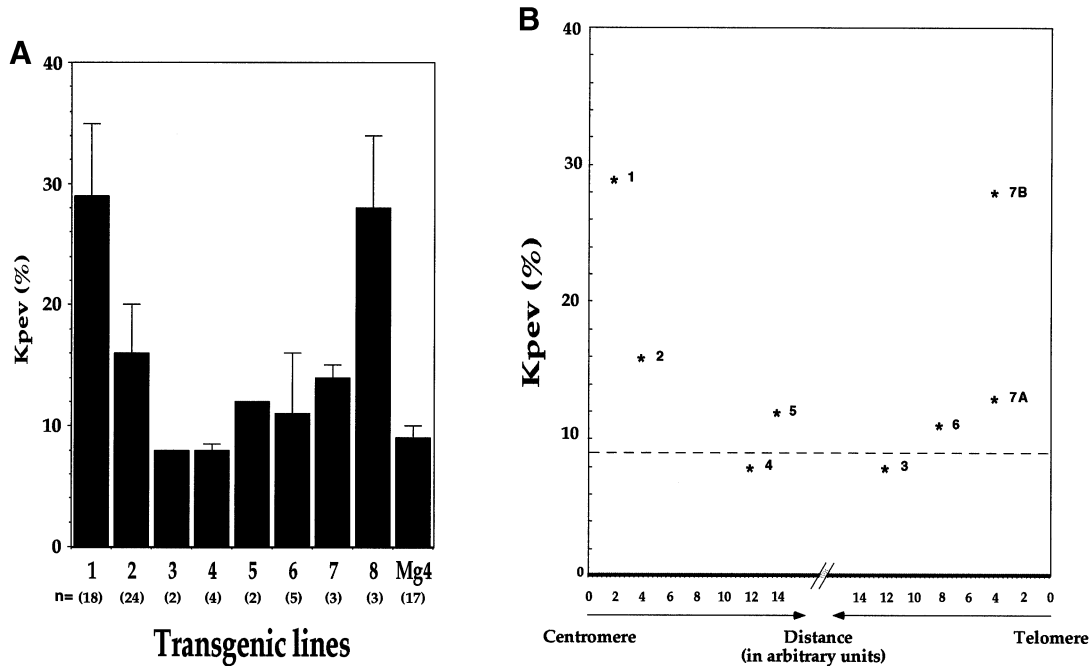 A
40
30
20
10
0
Kpev (%)
1 2 3 4 5 6 7 8 Mg4
n= (18) (24) (2) (4) (2) (5) (3) (3) (17)
Transgenic lines
B
40
30
20
10
0
Kpev (%)
* 1
* 7B
* 2
* 7A
* 5
* 6
* 4
* 3
0 2 4 6 8 10 12 14 14 12 10 8 6 4 2 0
Centromere Distance Telomere
(in arbitrary units)